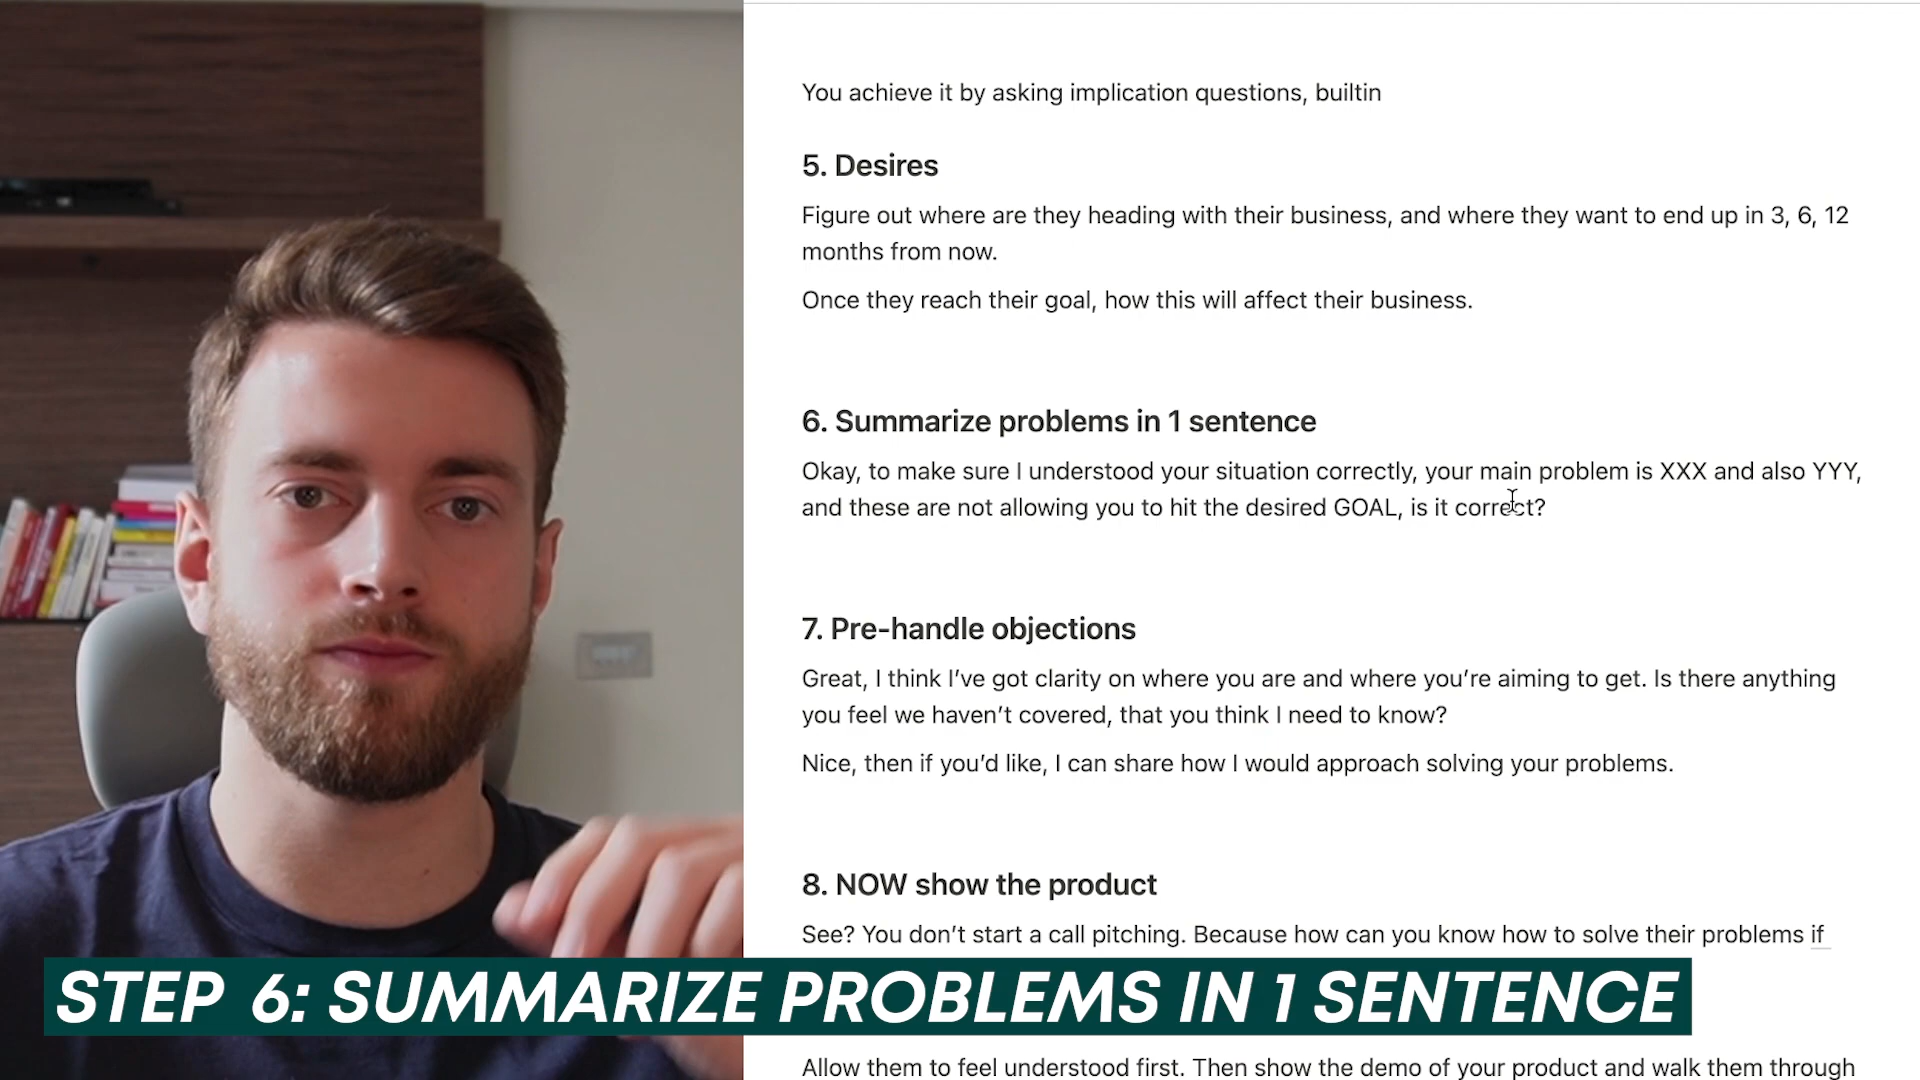 You achieve it by asking implication questions, builtin
5. Desires
Figure out where are they heading with their business, and where they want to end up in 3, 6, 12
months from now.
Once they reach their goal, how this will affect their business.
6. Summarize problems in 1 sentence
Okay, to make sure I understood your situation correctly, your main problem is XXX and also YYY,
and these are not allowing you to hit the desired GOAL, is it correct?
7. Pre-handle objections
Great, I think I’ve got clarity on where you are and where you’re aiming to get. Is there anything
you feel we haven’t covered, that you think I need to know?
Nice, then if you’d like, I can share how I would approach solving your problems.
8. NOW show the product
See? You don’t start a call pitching. Because how can you know how to solve their problems if
STEP 6: SUMMARIZE PROBLEMS IN 1 SENTENCE
Allow them to feel understood first. Then show the demo of your product and walk them through